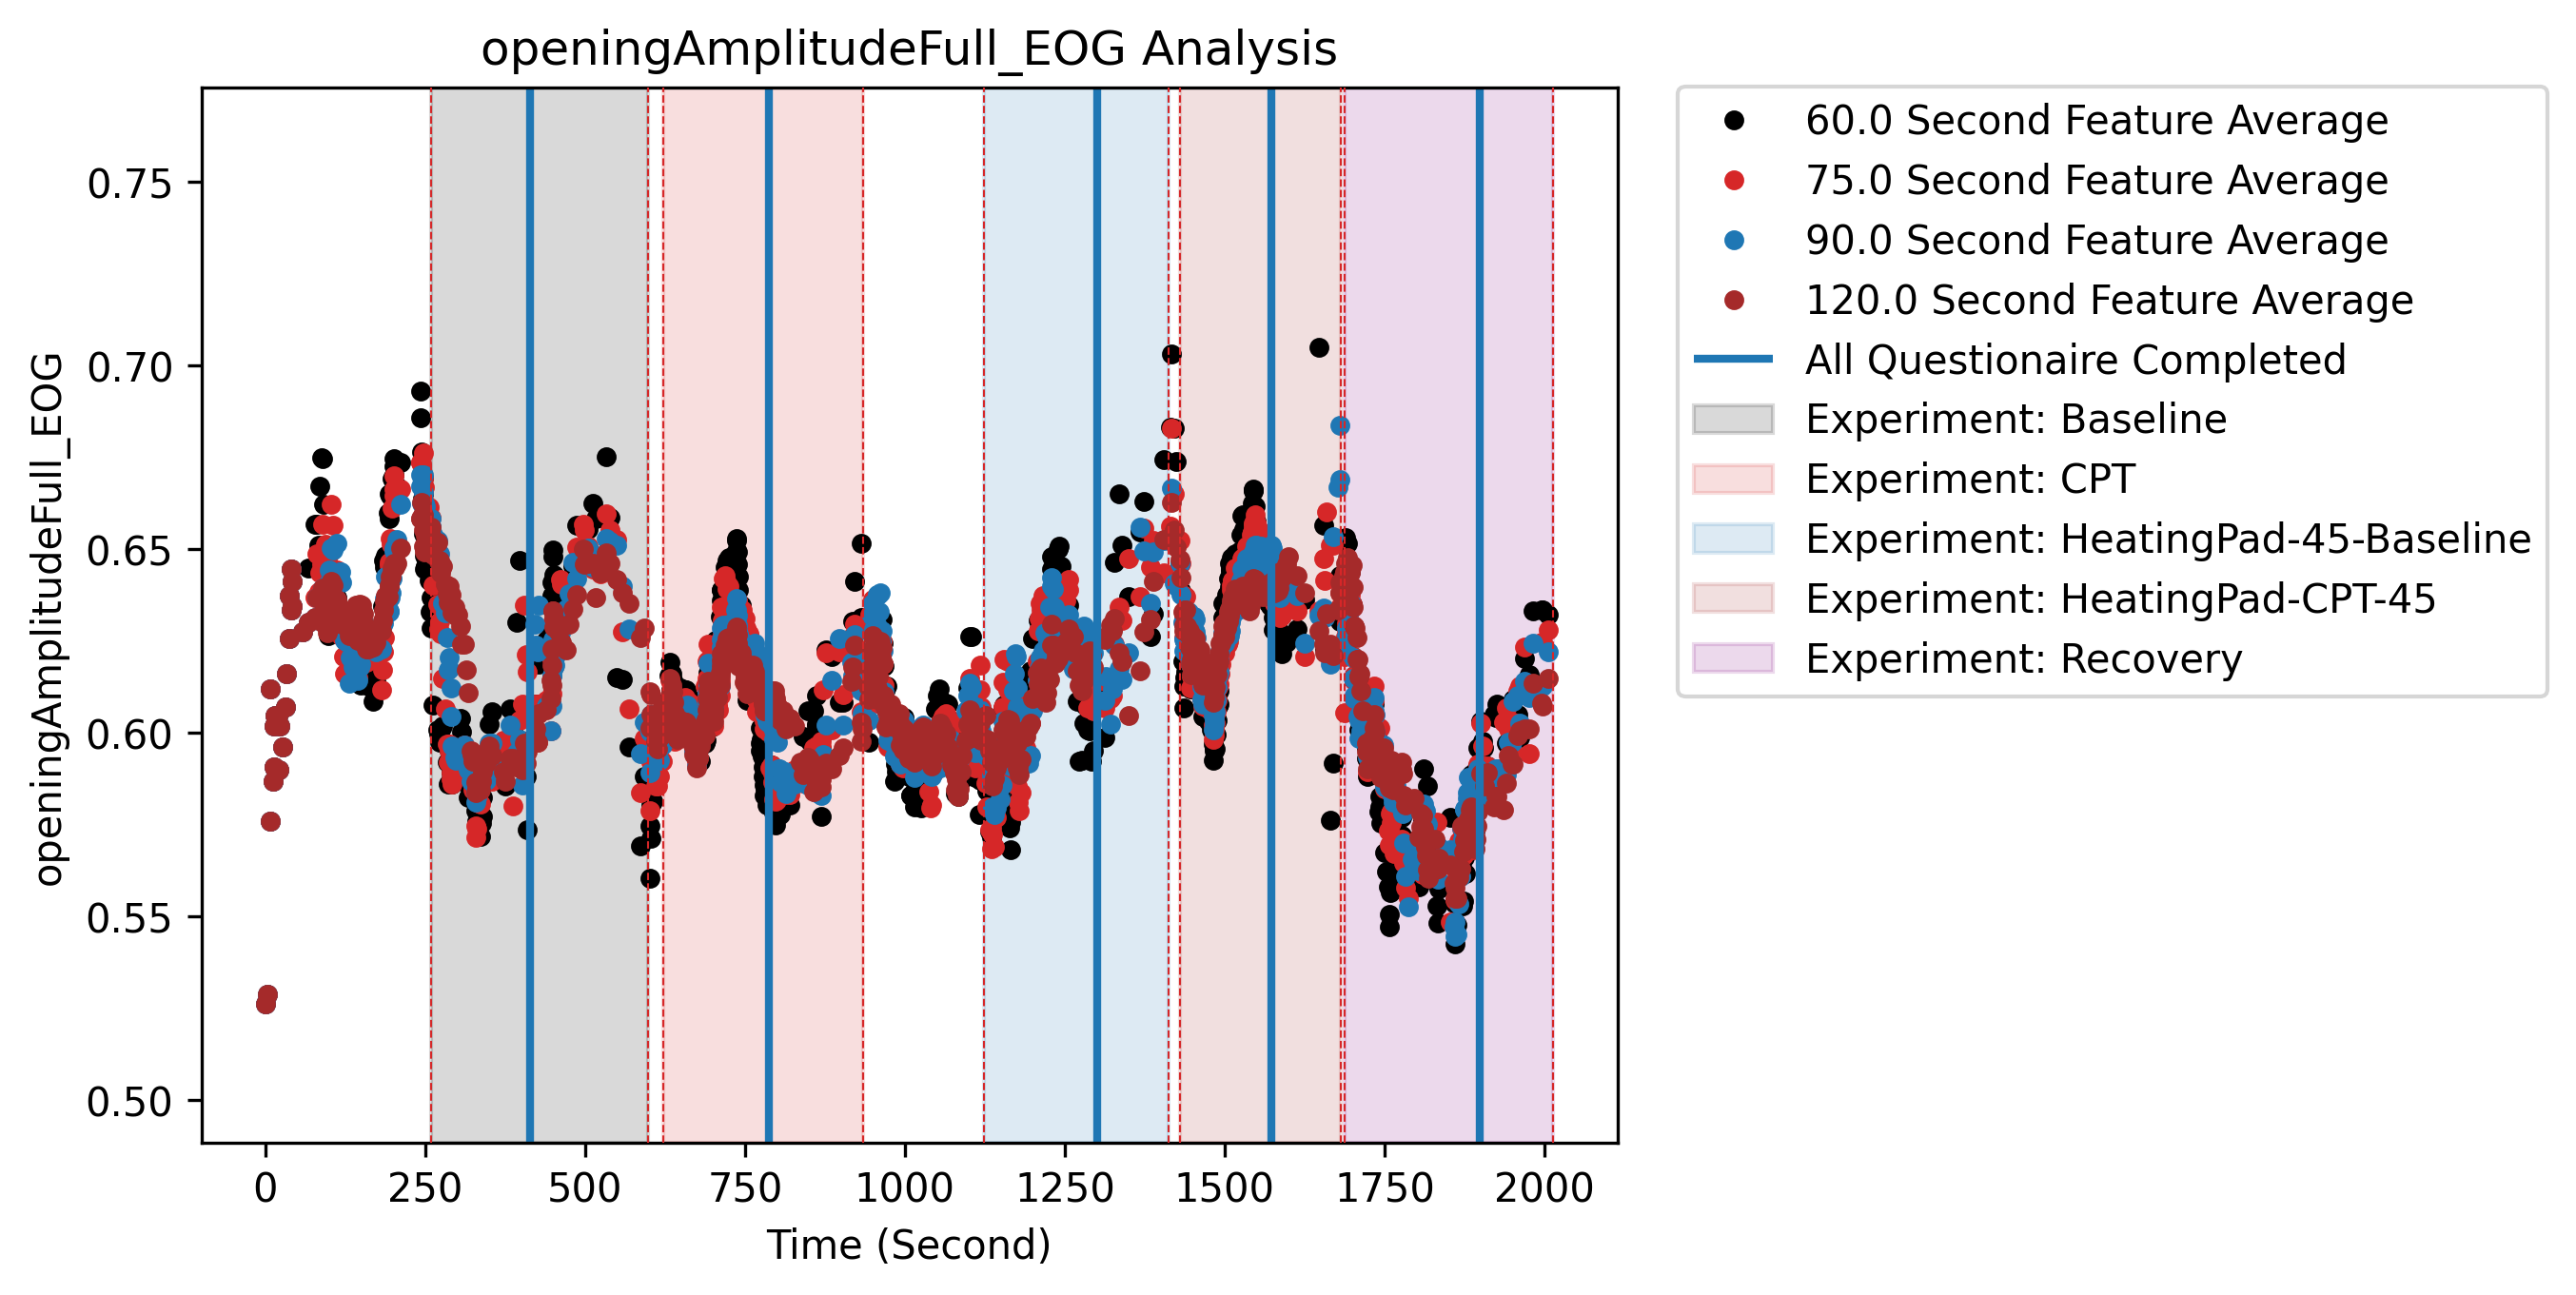 openingAmplitudeFull_EOG Analysis
openingAmplitudeFull_EOG
0.75
0.70
0.65
0.60
0.55
0.50
0 250 500 750 1000 1250 1500 1750 2000
Time (Second)
60.0 Second Feature Average
75.0 Second Feature Average
90.0 Second Feature Average
120.0 Second Feature Average
All Questionaire Completed
Experiment: Baseline
Experiment: CPT
Experiment: HeatingPad-45-Baseline
Experiment: HeatingPad-CPT-45
Experiment: Recovery